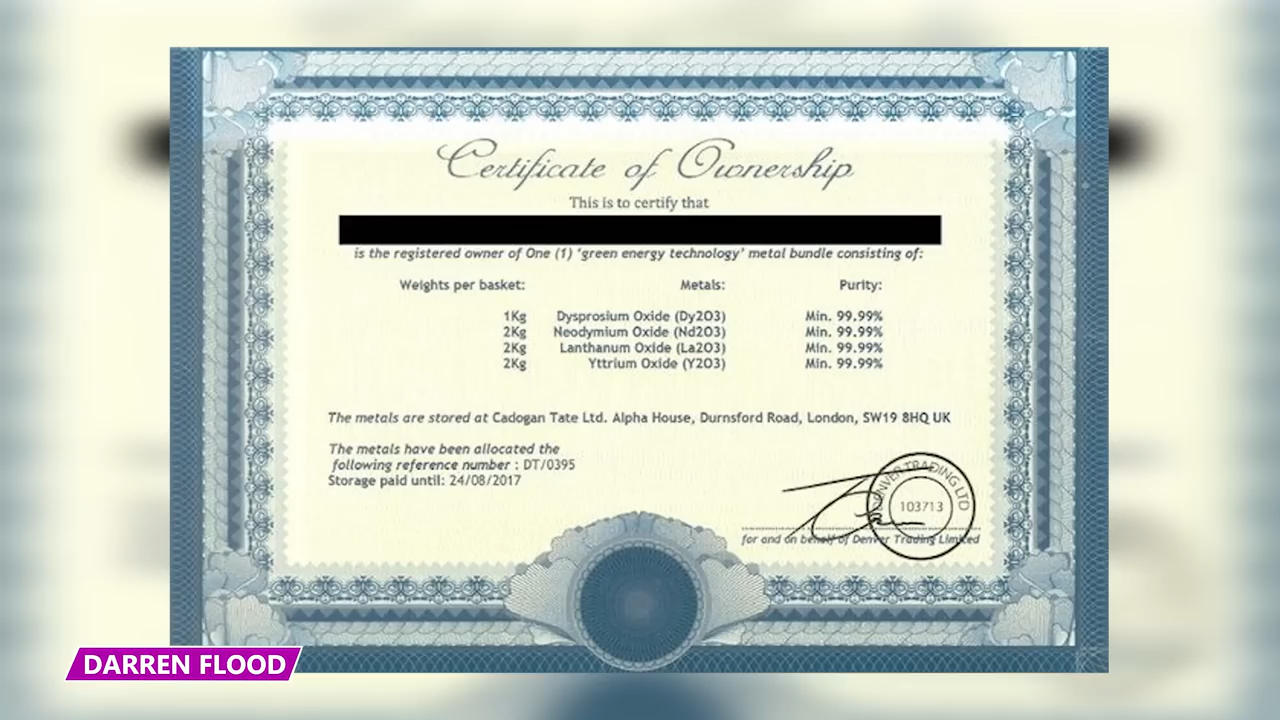 Certificate of Ownership
This is to certify that
is the registered owner of One (1) 'green energy technology' metal bundle consisting of:
Weights per basket: Metals: Purity:
1Kg Dysprosium Oxide (Dy2O3) Min. 99.99%
2Kg Neodymium Oxide (Nd2O3) Min. 99.99%
2Kg Lanthanum Oxide (La2O3) Min. 99.99%
2Kg Yttrium Oxide (Y2O3) Min. 99.99%
The metals are stored at Cadogan Tate Ltd. Alpha House, Durnsford Road, London, SW19 8HQ UK
The metals have been allocated the
following reference number : DT/0395
Storage paid until: 24/08/2017
DENVER TRADING LTD
103713
for and on behalf of Denver Trading Limited
DARREN FLOOD